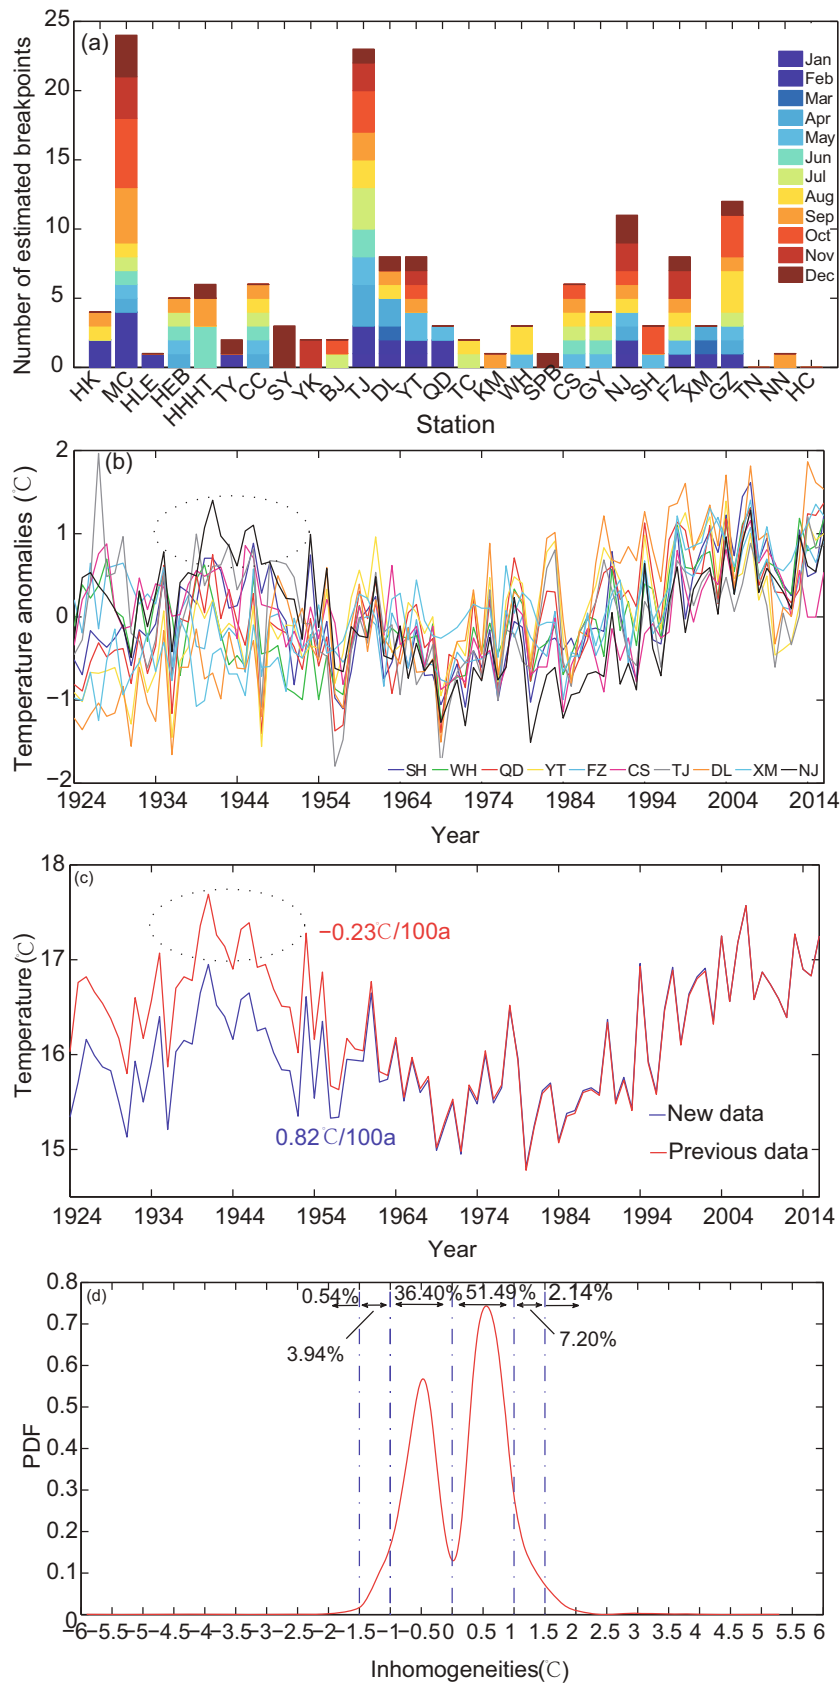 (a)
25
20
15
10
5
0
Number of estimated breakpoints
Jan
Feb
Mar
Apr
May
Jun
Jul
Aug
Sep
Oct
Nov
Dec
HK MC HLE HEB HHHT TY CC SY YK BJ TJ DL YT QD TC KM WH SPB CS GY NJ SH FZ XM GZ TN NN HC
Station
(b)
2
1
0
−1
−2
Temperature anomalies (℃)
SH WH QD YT FZ CS TJ DL XM NJ
1924 1934 1944 1954 1964 1974 1984 1994 2004 2014
Year
(c)
18
17
16
15
Temperature(℃)
−0.23℃/100a
0.82℃/100a
New data
Previous data
1924 1934 1944 1954 1964 1974 1984 1994 2004 2014
Year
(d)
0.8
0.7
0.6
0.5
0.4
0.3
0.2
0.1
0
PDF
0.54% 36.40% 51.49% 2.14%
3.94% 7.20%
−6 −5.5 −5 −4.5 −4 −3.5 −3 −2.5 −2 −1.5 −1 −0.5 0 0.5 1 1.5 2 2.5 3 3.5 4 4.5 5 5.5 6
Inhomogeneities(℃)